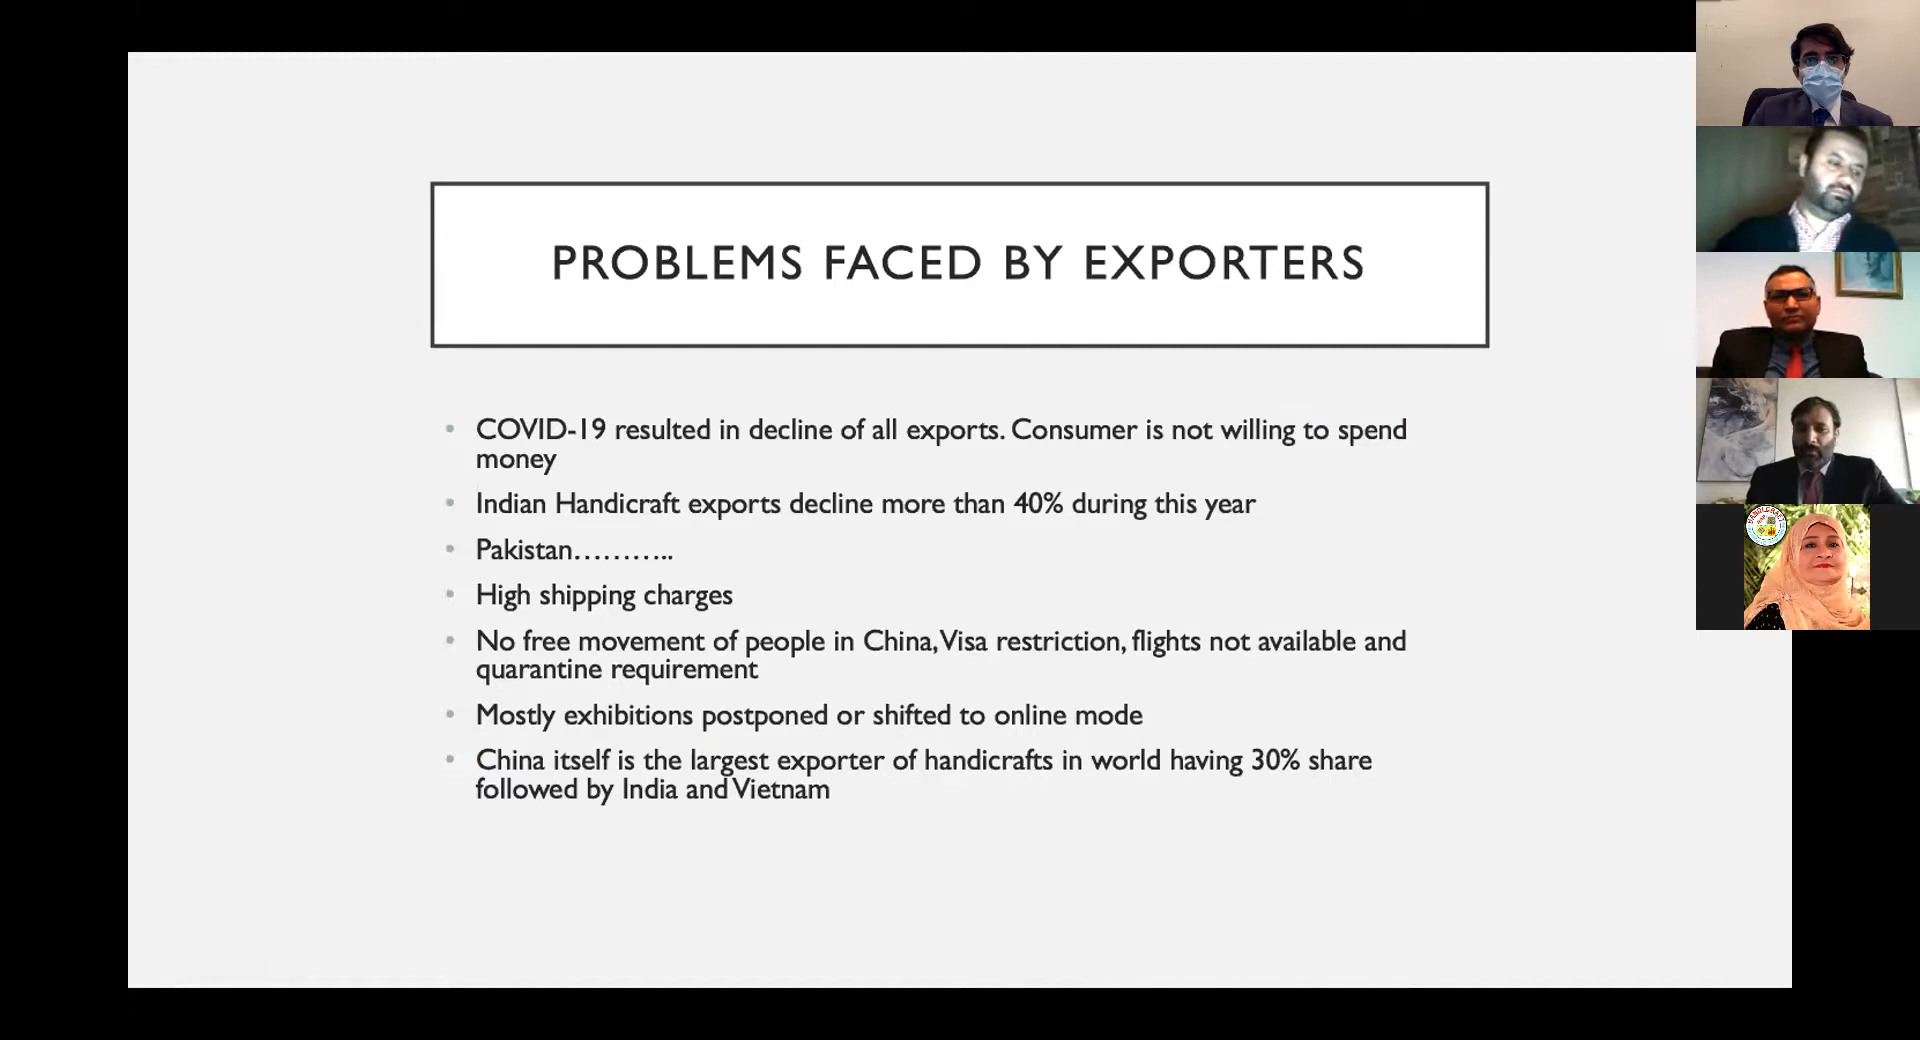 PROBLEMS FACED BY EXPORTERS
• COVID-19 resulted in decline of all exports. Consumer is not willing to spend
money
• Indian Handicraft exports decline more than 40% during this year
• Pakistan………..
• High shipping charges
• No free movement of people in China, Visa restriction, flights not available and
quarantine requirement
• Mostly exhibitions postponed or shifted to online mode
• China itself is the largest exporter of handicrafts in world having 30% share
followed by India and Vietnam